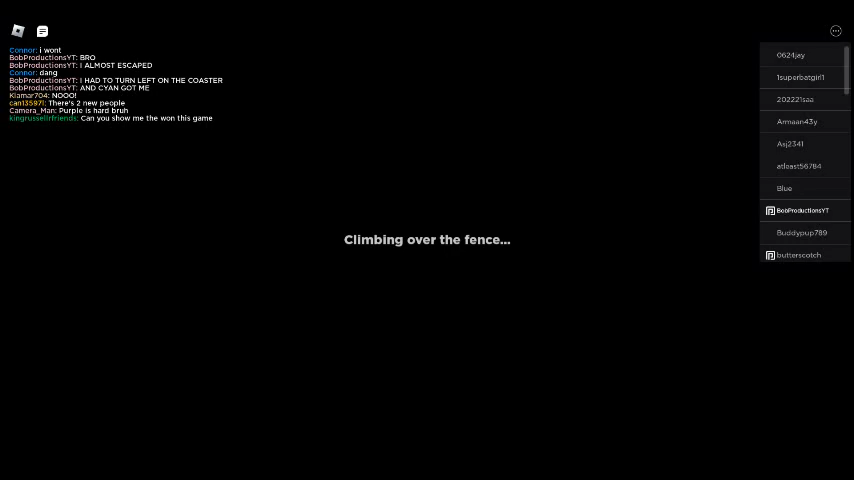 Connor: i wont
BobProductionsYT: BRO
BobProductionsYT: I ALMOST ESCAPED
Connor: dang
BobProductionsYT: I HAD TO TURN LEFT ON THE COASTER
BobProductionsYT: AND CYAN GOT ME
Klamar704: NOOO!
can13597l: There's 2 new people
Camera_Man: Purple is hard bruh
kingrussellrfriends: Can you show me the won this game
Climbing over the fence...
0624jay
1superbatgirl1
202221saa
Armaan43y
Asj2341
atleast56784
Blue
BobProductionsYT
Buddypup789
butterscotch